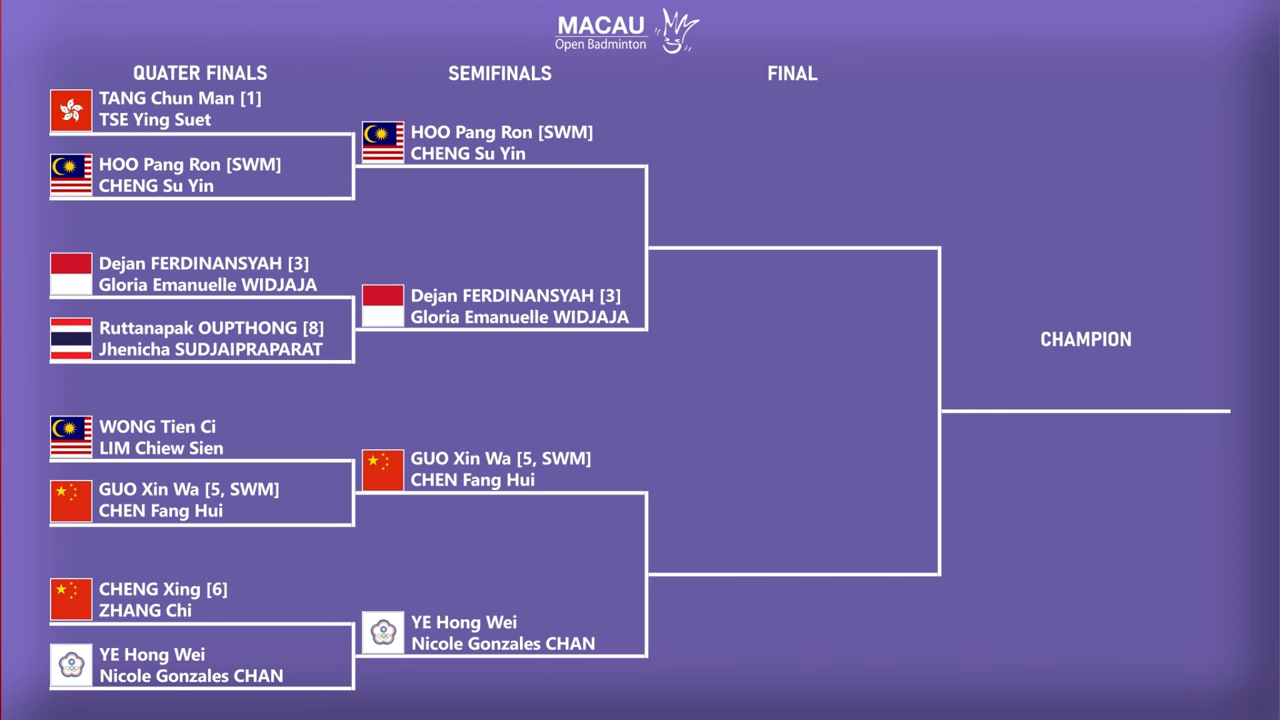 MACAU
Open Badminton
QUATER FINALS
SEMIFINALS
FINAL
TANG Chun Man [1]
TSE Ying Suet
HOO Pang Ron [SWM]
CHENG Su Yin
Dejan FERDINANSYAH [3]
Gloria Emanuelle WIDJAJA
Ruttanapak OUPTHONG [8]
Jhenicha SUDJAIPRAPARAT
WONG Tien Ci
LIM Chiew Sien
GUO Xin Wa [5, SWM]
CHEN Fang Hui
CHENG Xing [6]
ZHANG Chi
YE Hong Wei
Nicole Gonzales CHAN
HOO Pang Ron [SWM]
CHENG Su Yin
Dejan FERDINANSYAH [3]
Gloria Emanuelle WIDJAJA
GUO Xin Wa [5, SWM]
CHEN Fang Hui
YE Hong Wei
Nicole Gonzales CHAN
CHAMPION